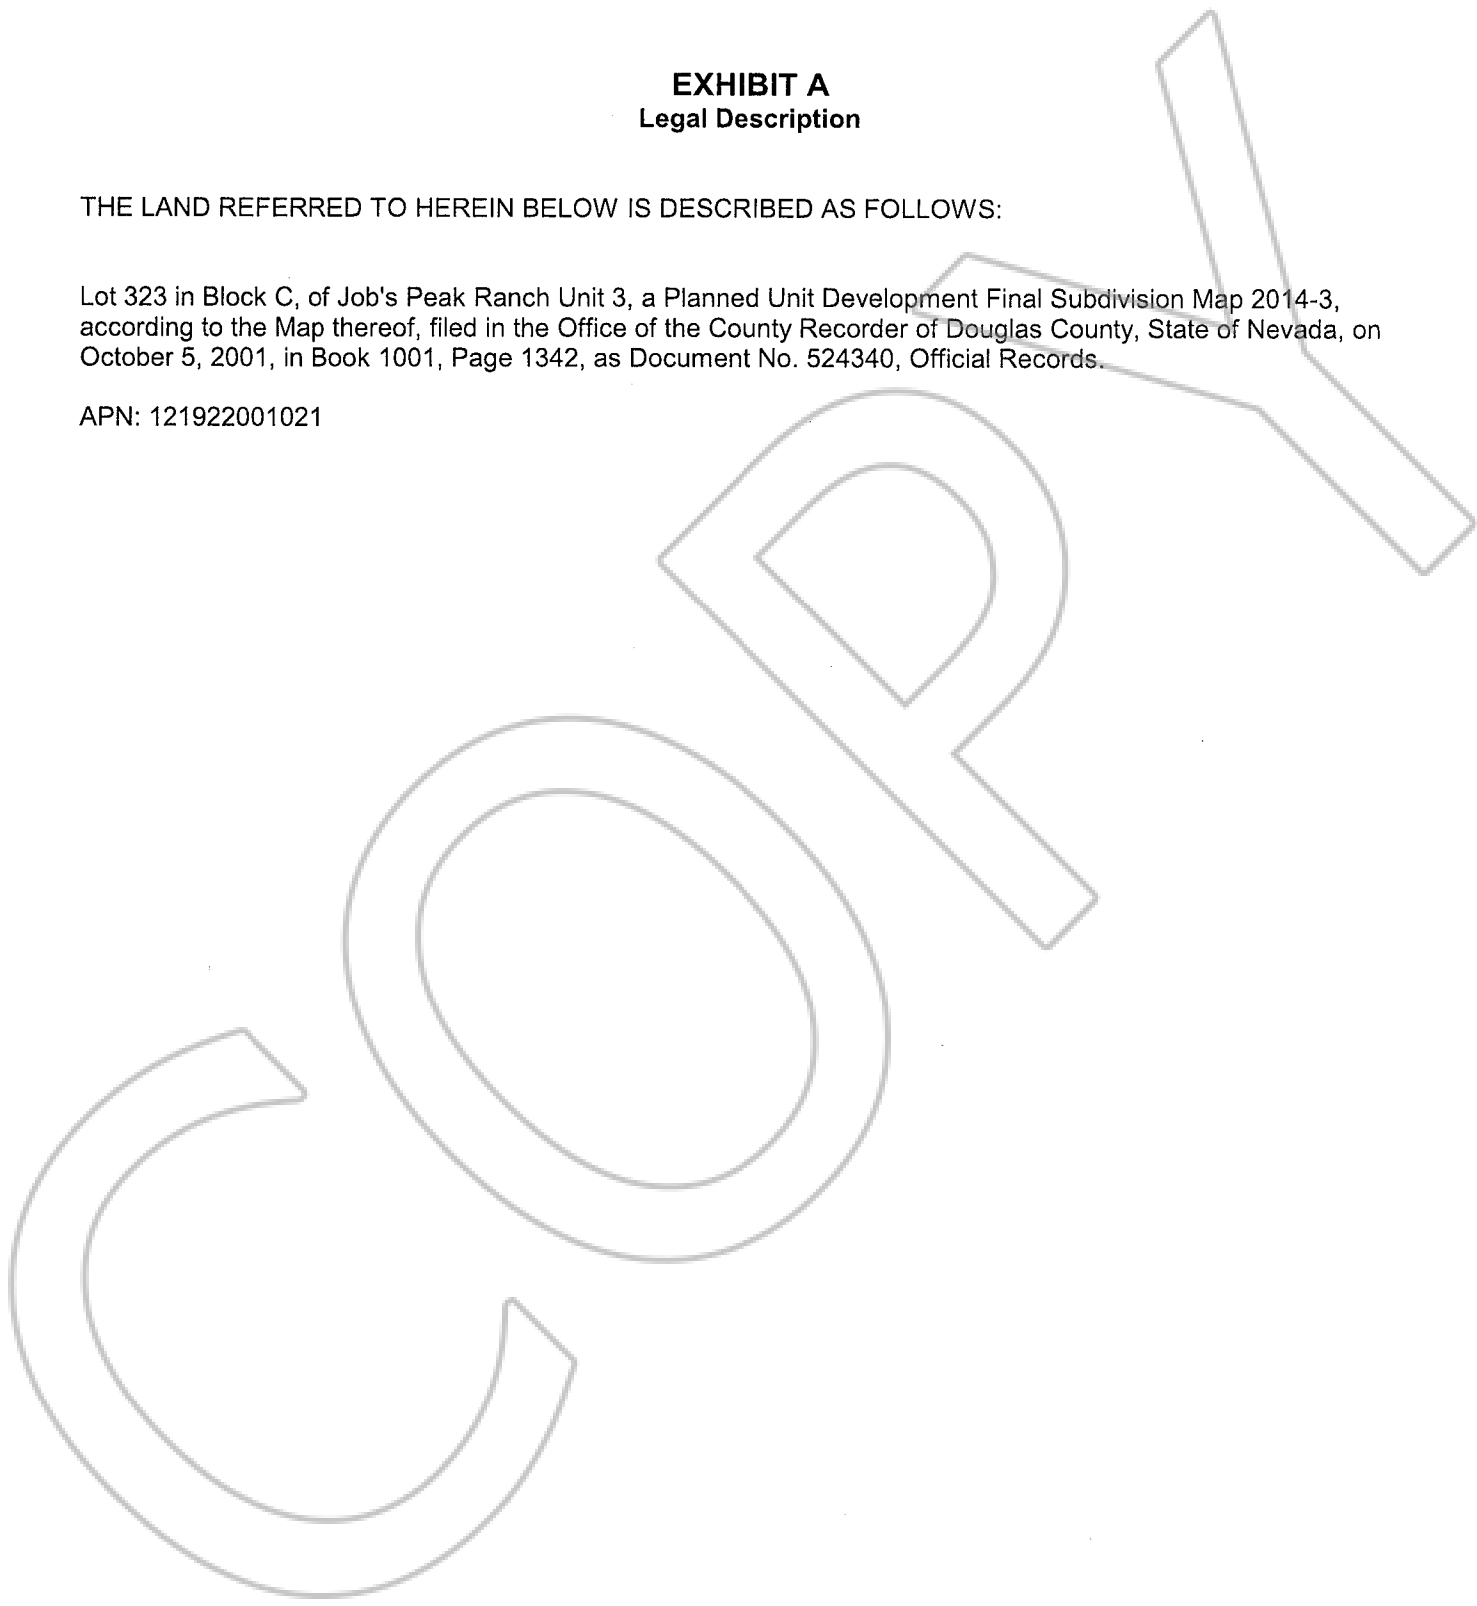 EXHIBIT A
Legal Description
THE LAND REFERRED TO HEREIN BELOW IS DESCRIBED AS FOLLOWS:
Lot 323 in Block C, of Job's Peak Ranch Unit 3, a Planned Unit Development Final Subdivision Map 2014-3,
according to the Map thereof, filed in the Office of the County Recorder of Douglas County, State of Nevada, on
October 5, 2001, in Book 1001, Page 1342, as Document No. 524340, Official Records.
APN: 121922001021
COPY